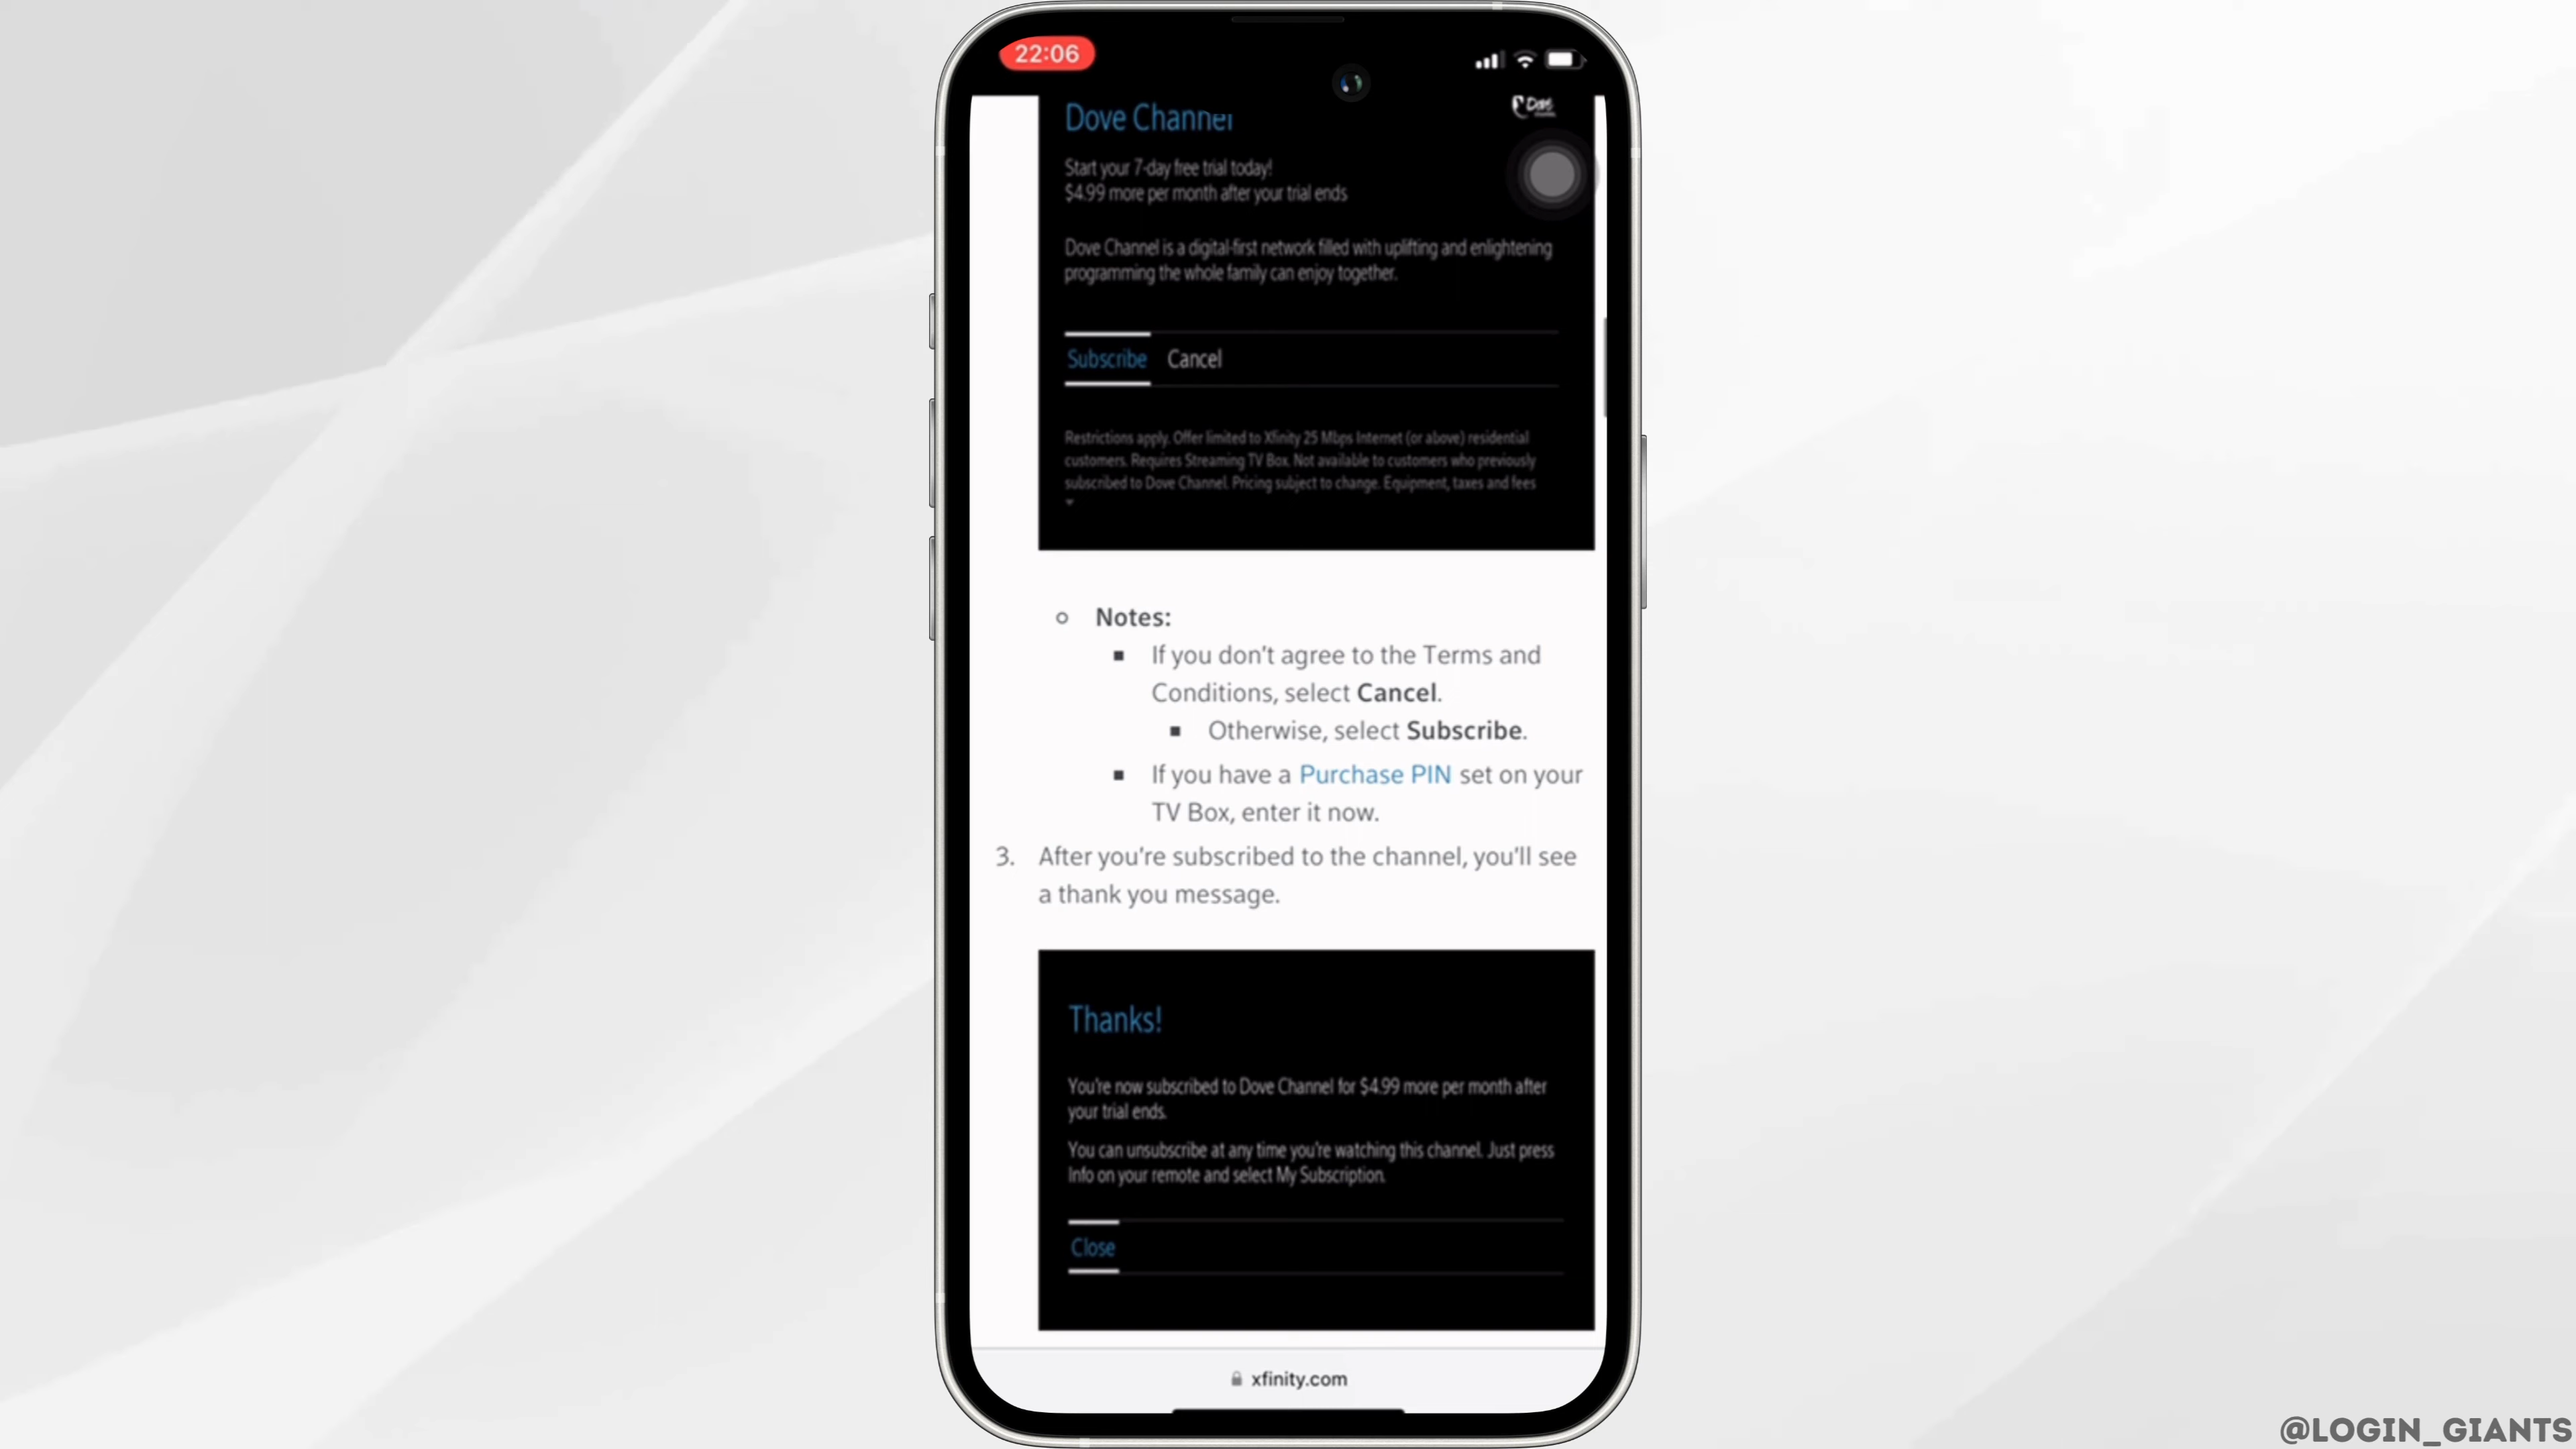 22:06
Dove Channel
Dove
Start your 7-day free trial today!
$4.99 more per month after your trial ends
Dove Channel is a digital-first network filled with uplifting and enlightening
programming the whole family can enjoy together.
Subscribe Cancel
Restrictions apply. Offer limited to Xfinity 25 Mbps Internet (or above) residential
customers. Requires Streaming TV Box. Not available to customers who previously
subscribed to Dove Channel. Pricing subject to change. Equipment, taxes and fees
Notes:
If you don't agree to the Terms and
Conditions, select Cancel.
Otherwise, select Subscribe.
If you have a Purchase PIN set on your
TV Box, enter it now.
3. After you're subscribed to the channel, you'll see
a thank you message.
Thanks!
You're now subscribed to Dove Channel for $4.99 more per month after
your trial ends.
You can unsubscribe at any time you're watching this channel. Just press
Info on your remote and select My Subscription.
Close
xfinity.com
@LOGIN_GIANTS